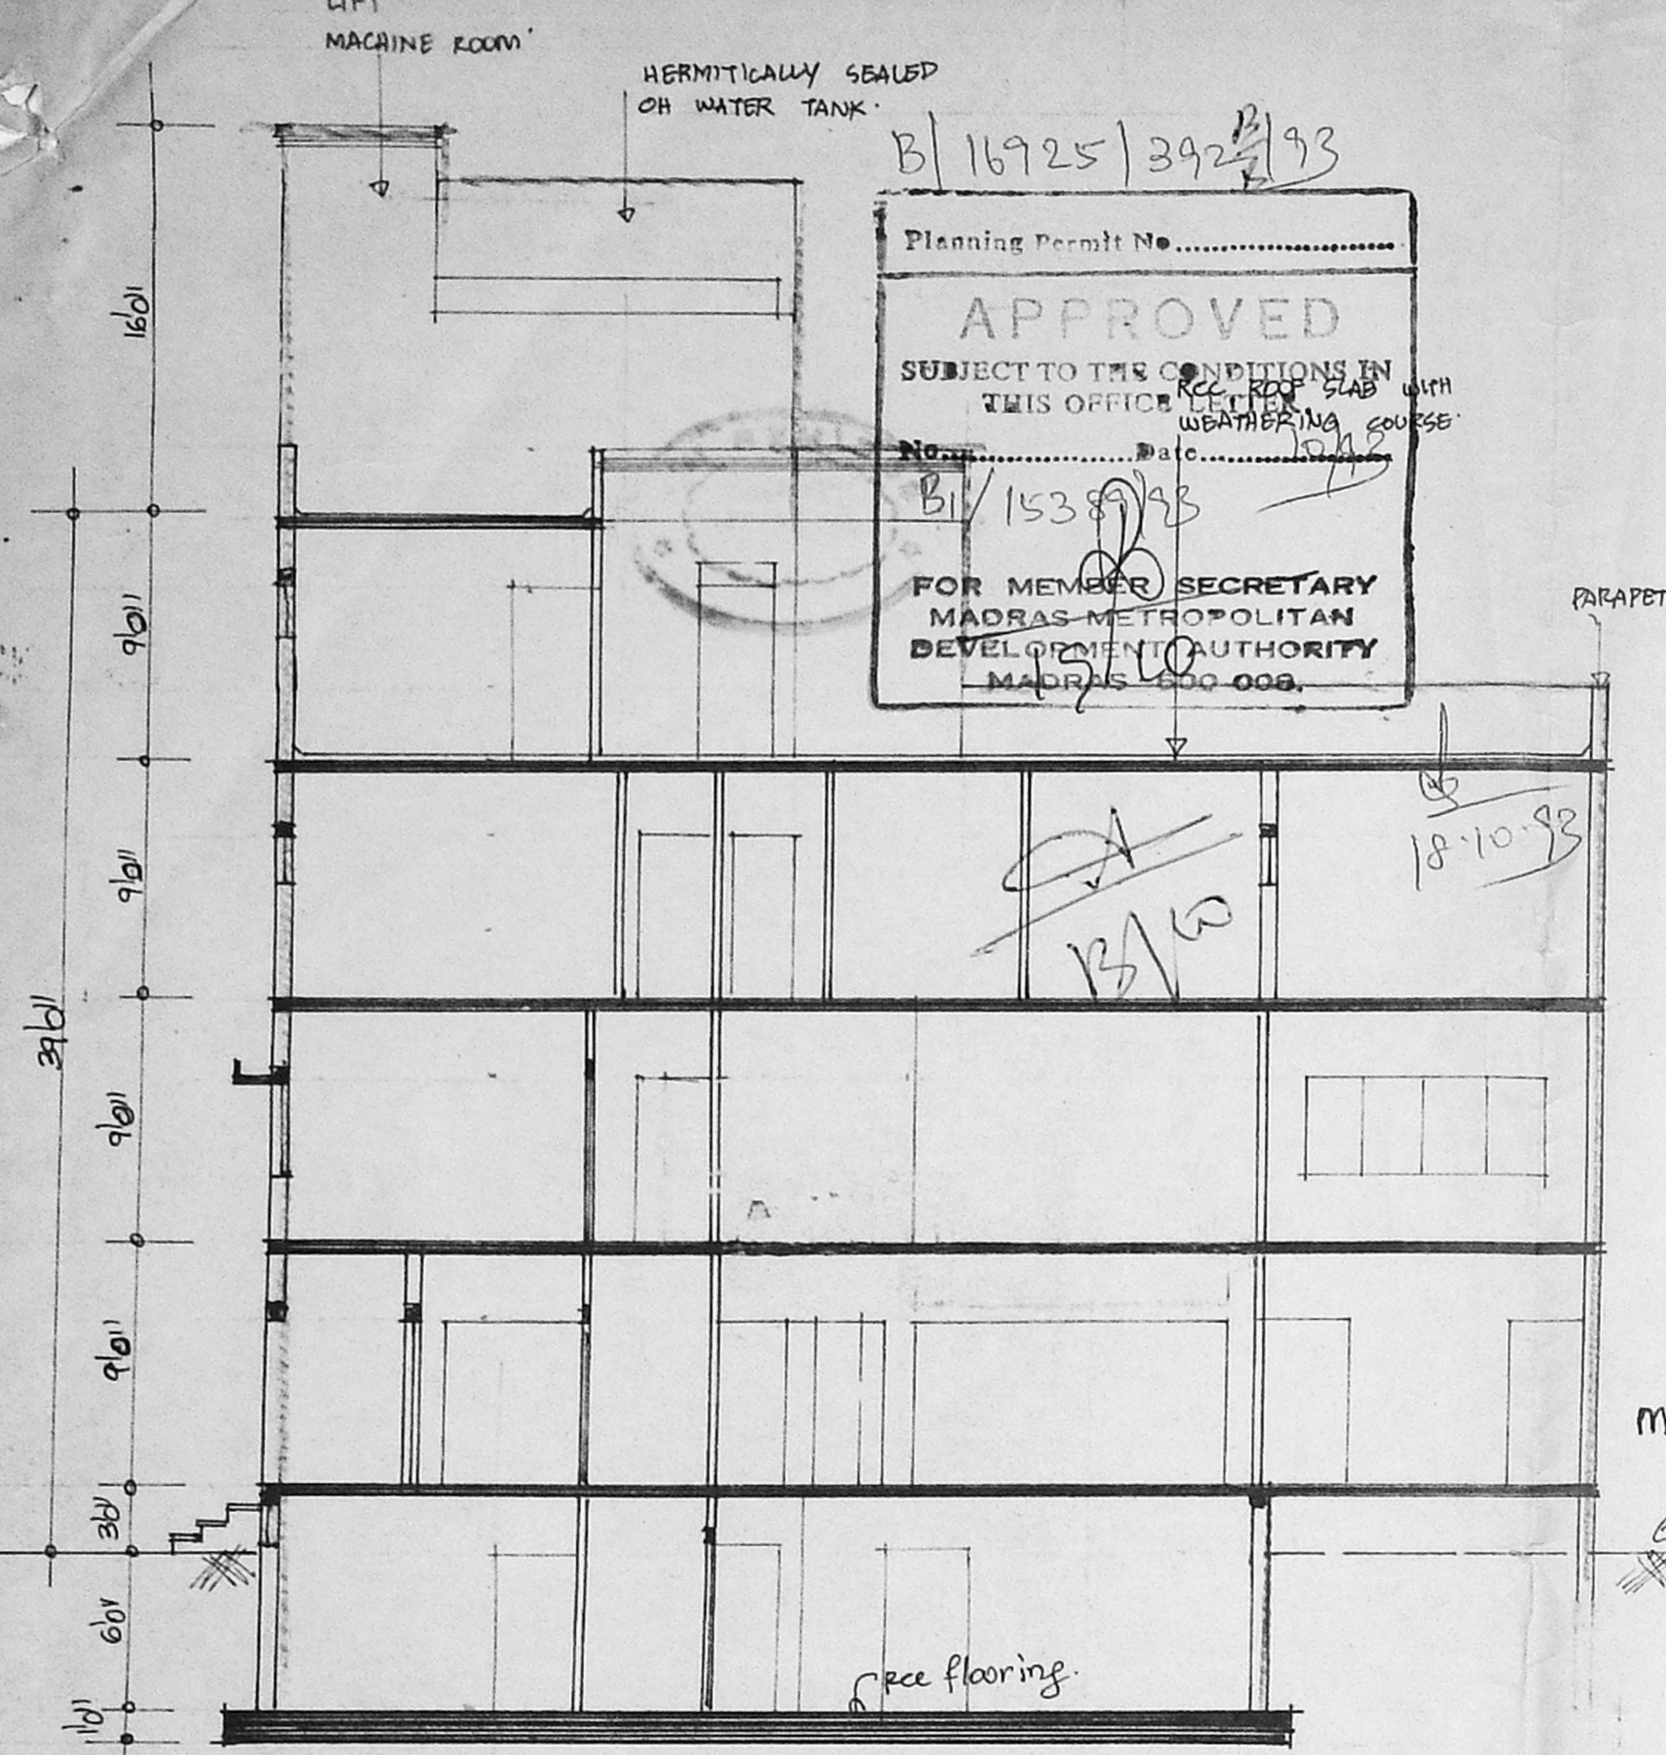 LIFT
MACHINE ROOM
HERMITICALLY SEALED
OH WATER TANK.
B/16925/392/93
Planning Permit No..............................
APPROVED
SUBJECT TO THE CONDITIONS IN
THIS OFFICE LETTER
RCC ROOF SLAB WITH
WEATHERING COURSE.
No..........................Date..........................
10/93
B1/15389/93
FOR MEMBER SECRETARY
MADRAS METROPOLITAN
DEVELOPMENT AUTHORITY
MADRAS 600 008.
PARAPET
18.10.93
16'0"
9'0"
9'0"
39'0"
9'0"
9'0"
3'0"
6'0"
1'0"
rcc flooring.